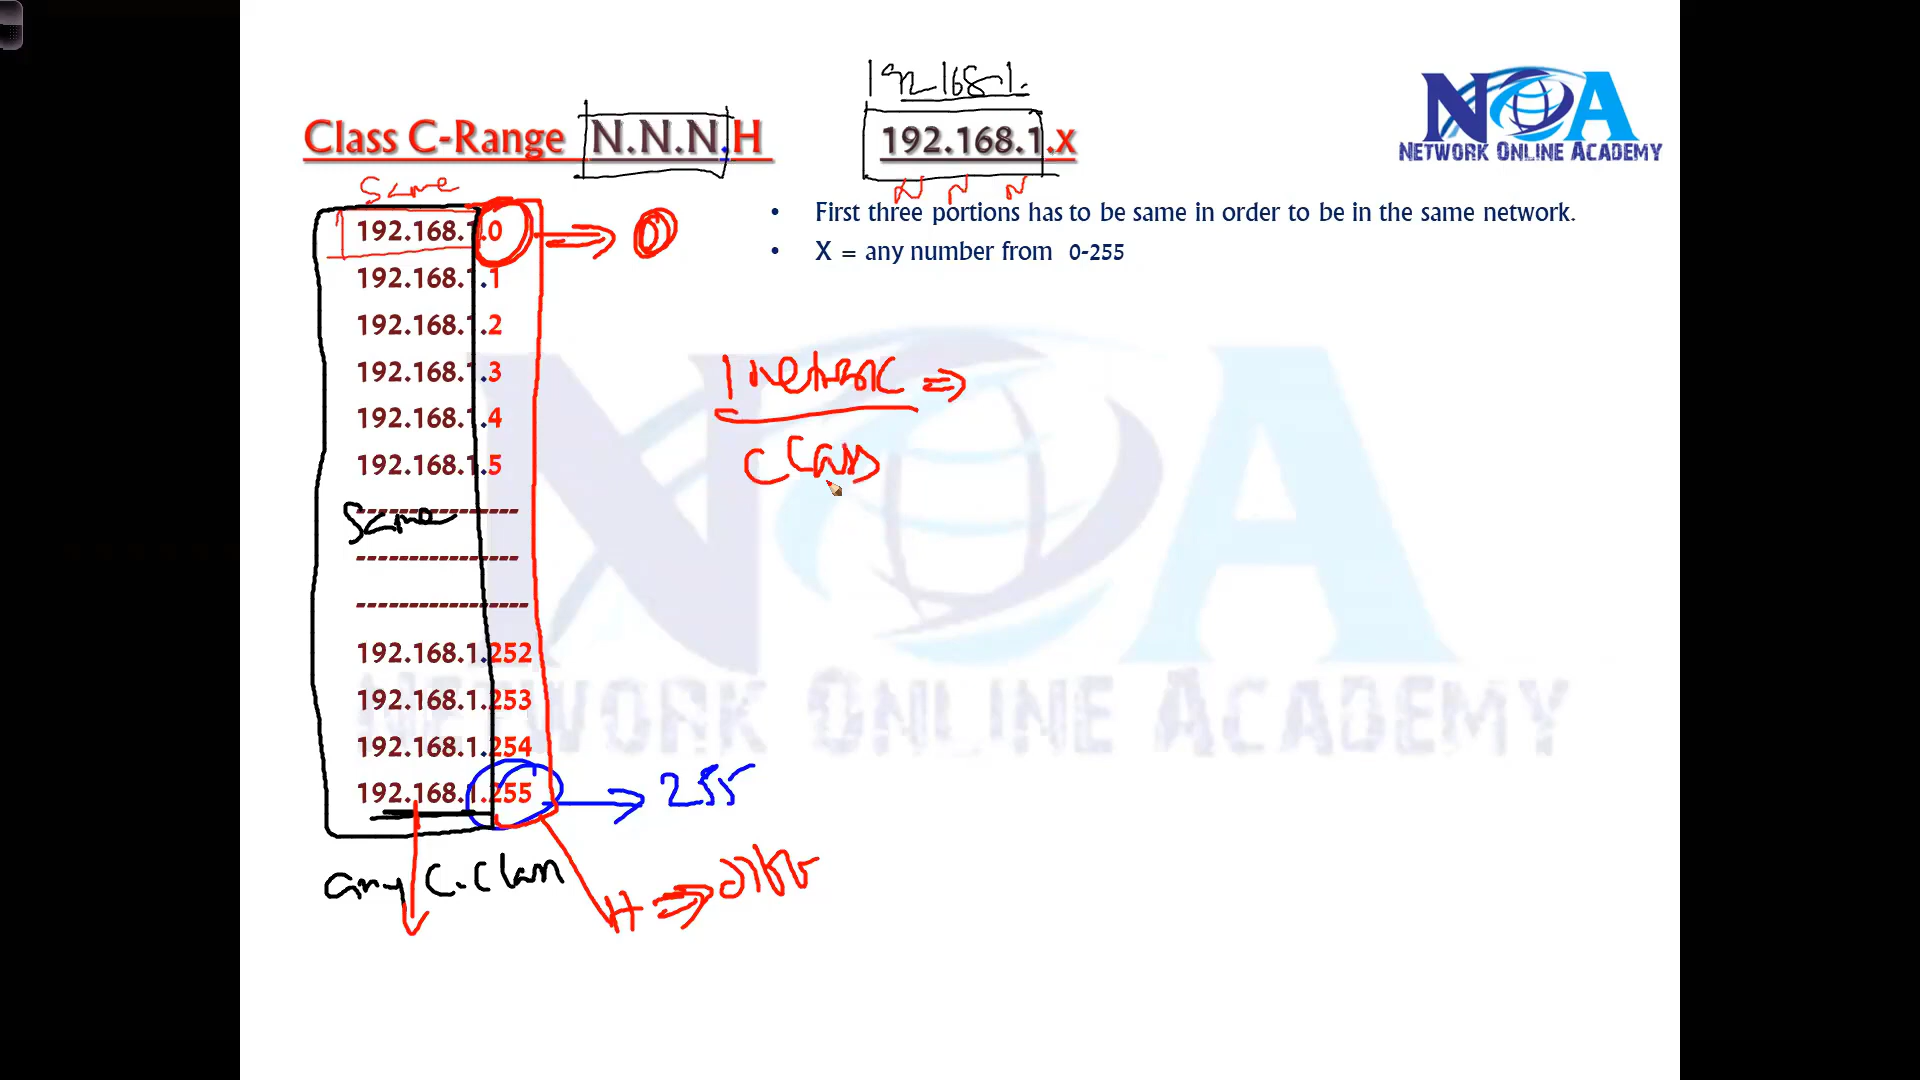 192.168.1.
Class C-Range N.N.N.H
192.168.1.x
NETWORK ONLINE ACADEMY
Same
N N N
• First three portions has to be same in order to be in the same network.
• X = any number from 0-255
192.168.1.0
0
192.168.1.1
192.168.1.2
192.168.1.3
192.168.1.4
192.168.1.5
1 network
C Class
Same
----------------
----------------
-----------------
192.168.1.252
192.168.1.253
192.168.1.254
192.168.1.255
255
any C-Class
H
NETWORK ONLINE ACADEMY